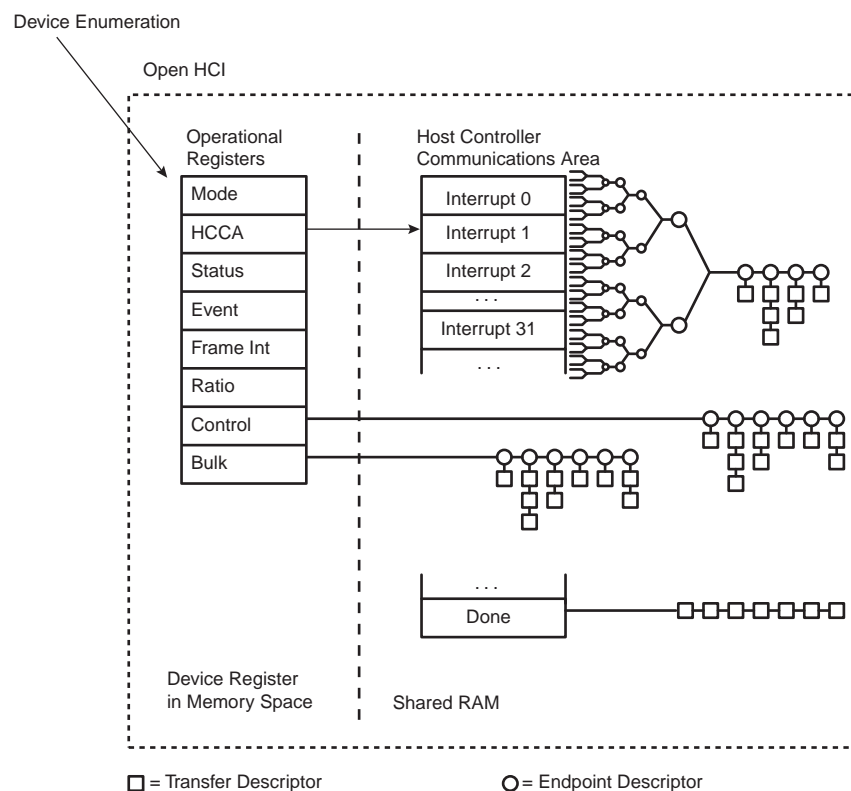 Device Enumeration
Open HCI
Operational
Registers
Mode
HCCA
Status
Event
Frame Int
Ratio
Control
Bulk
Host Controller
Communications Area
Interrupt 0
Interrupt 1
Interrupt 2
. . .
Interrupt 31
. . .
. . .
Done
Device Register
in Memory Space
Shared RAM
= Transfer Descriptor
= Endpoint Descriptor